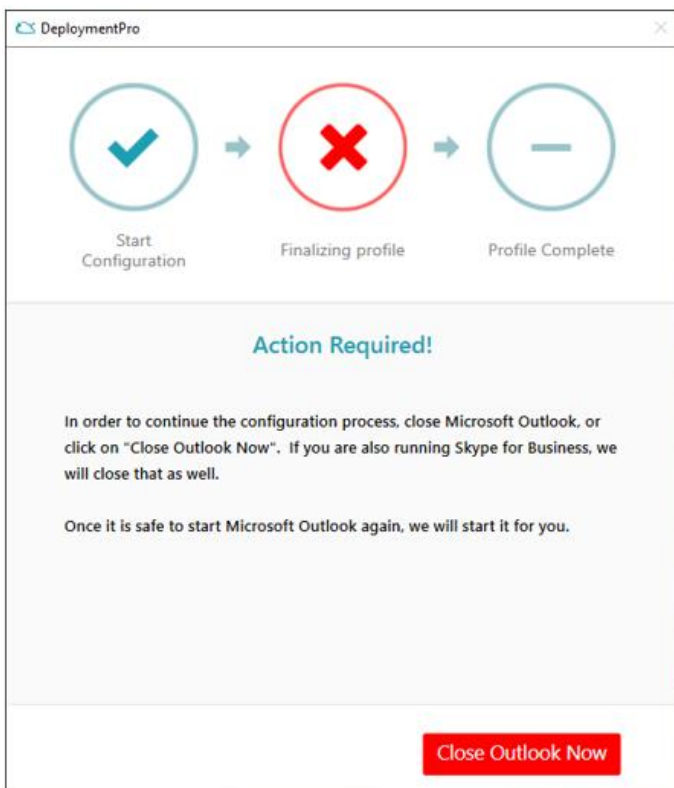 DeploymentPro
Start
Configuration
Finalizing profile
Profile Complete
Action Required!
In order to continue the configuration process, close Microsoft Outlook, or
click on "Close Outlook Now".  If you are also running Skype for Business, we
will close that as well.
Once it is safe to start Microsoft Outlook again, we will start it for you.
Close Outlook Now